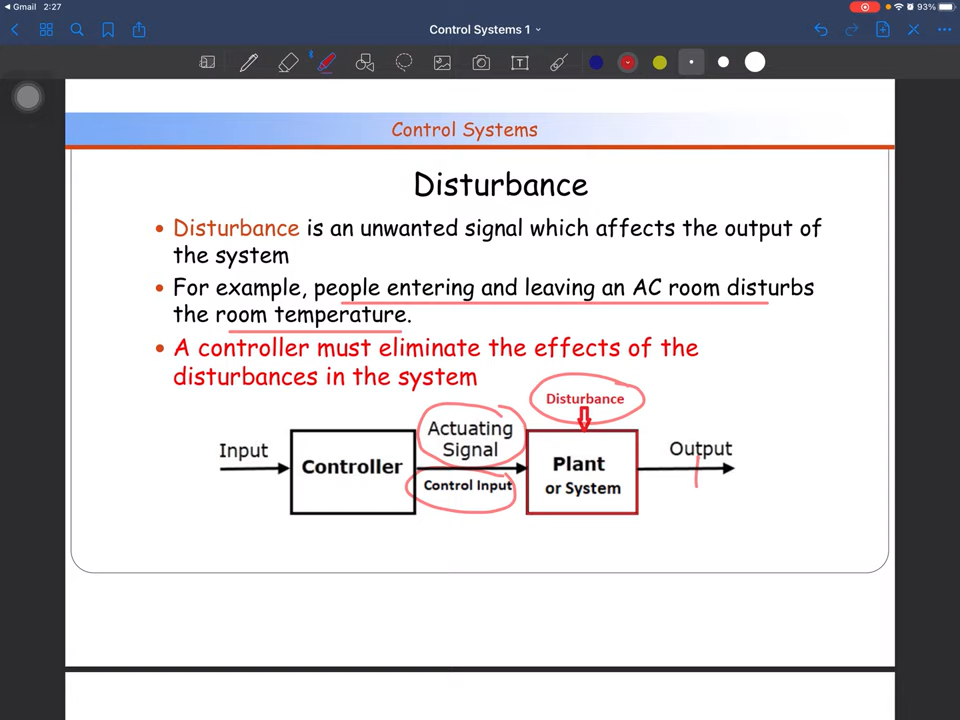 Gmail 2:27
93%
Control Systems 1
Control Systems
Disturbance
• Disturbance is an unwanted signal which affects the output of
the system
• For example, people entering and leaving an AC room disturbs
the room temperature.
• A controller must eliminate the effects of the
disturbances in the system
Disturbance
Actuating
Signal
Input
Output
Controller
Plant
or System
Control Input